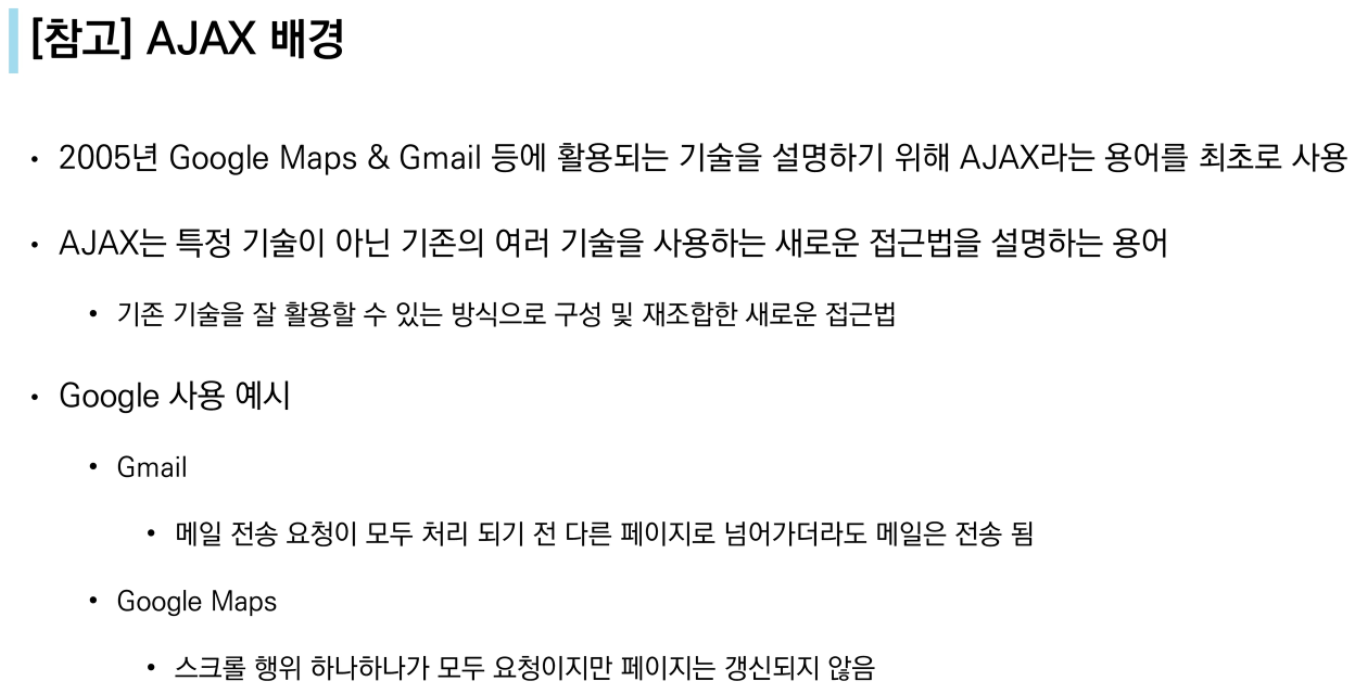 [참고] AJAX 배경
• 2005년 Google Maps & Gmail 등에 활용되는 기술을 설명하기 위해 AJAX라는 용어를 최초로 사용
• AJAX는 특정 기술이 아닌 기존의 여러 기술을 사용하는 새로운 접근법을 설명하는 용어
• 기존 기술을 잘 활용할 수 있는 방식으로 구성 및 재조합한 새로운 접근법
• Google 사용 예시
• Gmail
• 메일 전송 요청이 모두 처리 되기 전 다른 페이지로 넘어가더라도 메일은 전송 됨
• Google Maps
• 스크롤 행위 하나하나가 모두 요청이지만 페이지는 갱신되지 않음